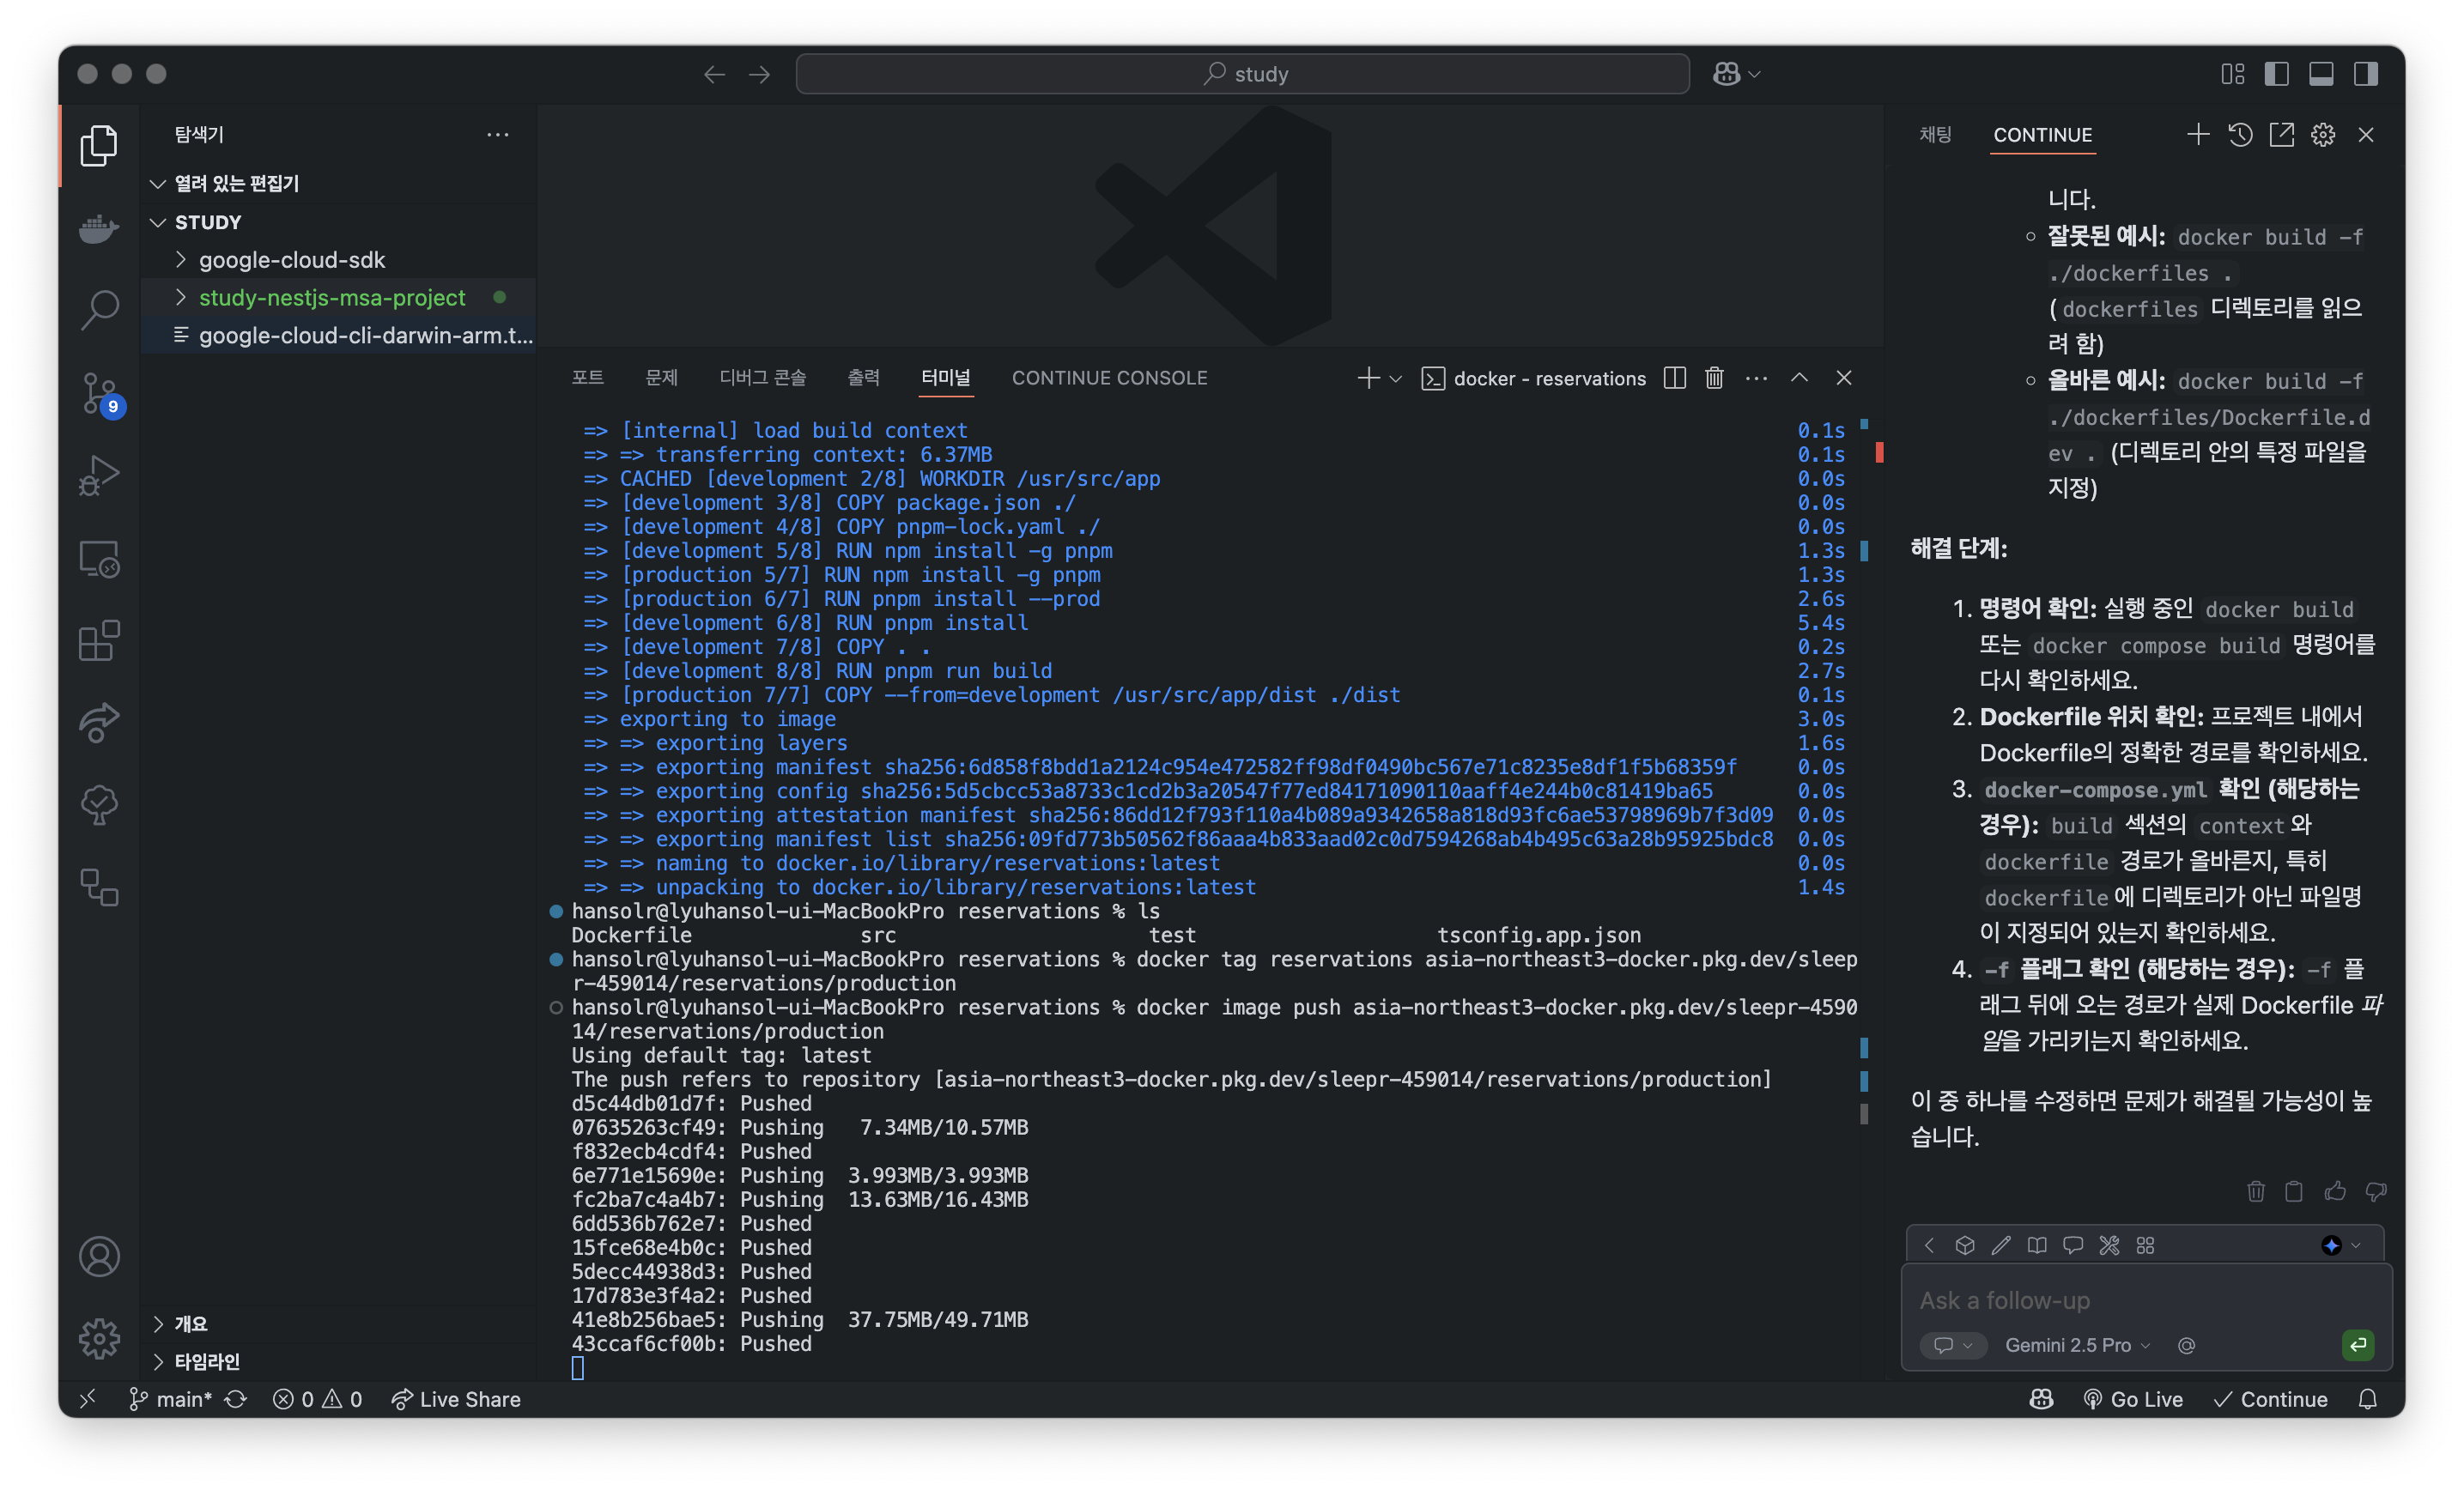 study
탐색기
열려 있는 편집기
STUDY
google-cloud-sdk
study-nestjs-msa-project
google-cloud-cli-darwin-arm.t...
9
개요
타임라인
포트 문제 디버그 콘솔 출력 터미널 CONTINUE CONSOLE docker - reservations
=> [internal] load build context 0.1s
=> => transferring context: 6.37MB 0.1s
=> CACHED [development 2/8] WORKDIR /usr/src/app 0.0s
=> [development 3/8] COPY package.json ./ 0.0s
=> [development 4/8] COPY pnpm-lock.yaml ./ 0.0s
=> [development 5/8] RUN npm install -g pnpm 1.3s
=> [production 5/7] RUN npm install -g pnpm 1.3s
=> [production 6/7] RUN pnpm install --prod 2.6s
=> [development 6/8] RUN pnpm install 5.4s
=> [development 7/8] COPY . . 0.2s
=> [development 8/8] RUN pnpm run build 2.7s
=> [production 7/7] COPY --from=development /usr/src/app/dist ./dist 0.1s
=> exporting to image 3.0s
=> => exporting layers 1.6s
=> => exporting manifest sha256:6d858f8bdd1a2124c954e472582ff98df0490bc567e71c8235e8df1f5b68359f 0.0s
=> => exporting config sha256:5d5cbcc53a8733c1cd2b3a20547f77ed84171090110aaff4e244b0c81419ba65 0.0s
=> => exporting attestation manifest sha256:86dd12f793f110a4b089a9342658a818d93fc6ae53798969b7f3d09 0.0s
=> => exporting manifest list sha256:09fd773b50562f86aaa4b833aad02c0d7594268ab4b495c63a28b95925bdc8 0.0s
=> => naming to docker.io/library/reservations:latest 0.0s
=> => unpacking to docker.io/library/reservations:latest 1.4s
hansolr@lyuhansol-ui-MacBookPro reservations % ls
Dockerfile src test tsconfig.app.json
hansolr@lyuhansol-ui-MacBookPro reservations % docker tag reservations asia-northeast3-docker.pkg.dev/sleep
r-459014/reservations/production
hansolr@lyuhansol-ui-MacBookPro reservations % docker image push asia-northeast3-docker.pkg.dev/sleepr-4590
14/reservations/production
Using default tag: latest
The push refers to repository [asia-northeast3-docker.pkg.dev/sleepr-459014/reservations/production]
d5c44db01d7f: Pushed
07635263cf49: Pushing 7.34MB/10.57MB
f832ecb4cdf4: Pushed
6e771e15690e: Pushing 3.993MB/3.993MB
fc2ba7c4a4b7: Pushing 13.63MB/16.43MB
6dd536b762e7: Pushed
15fce68e4b0c: Pushed
5decc44938d3: Pushed
17d783e3f4a2: Pushed
41e8b256bae5: Pushing 37.75MB/49.71MB
43ccaf6cf00b: Pushed
채팅 CONTINUE
니다.
잘못된 예시: docker build -f
./dockerfiles .
(dockerfiles 디렉토리를 읽으
려 함)
올바른 예시: docker build -f
./dockerfiles/Dockerfile.d
ev . (디렉토리 안의 특정 파일을
지정)
해결 단계:
1. 명령어 확인: 실행 중인 docker build
또는 docker compose build 명령어를
다시 확인하세요.
2. Dockerfile 위치 확인: 프로젝트 내에서
Dockerfile의 정확한 경로를 확인하세요.
3. docker-compose.yml 확인 (해당하는
경우): build 섹션의 context와
dockerfile 경로가 올바른지, 특히
dockerfile에 디렉토리가 아닌 파일명
이 지정되어 있는지 확인하세요.
4. -f 플래그 확인 (해당하는 경우): -f 플
래그 뒤에 오는 경로가 실제 Dockerfile 파
일을 가리키는지 확인하세요.
이 중 하나를 수정하면 문제가 해결될 가능성이 높
습니다.
Ask a follow-up
Gemini 2.5 Pro @
main* 0 0 Live Share Go Live Continue